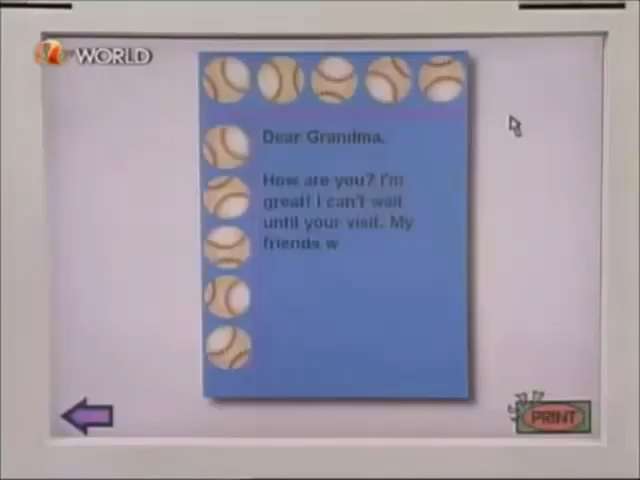 WORLD
Dear Grandma,
How are you? I'm
great! I can't wait
until your visit. My
friends w
PRINT